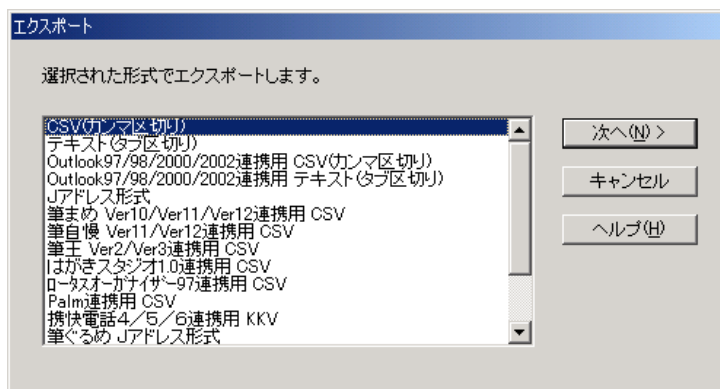 エクスポート
選択された形式でエクスポートします。
CSV(カンマ区切り)
テキスト(タブ区切り)
Outlook97/98/2000/2002連携用 CSV(カンマ区切り)
Outlook97/98/2000/2002連携用 テキスト(タブ区切り)
Jアドレス形式
筆まめ Ver10/Ver11/Ver12連携用 CSV
筆自慢 Ver11/Ver12連携用 CSV
筆王 Ver2/Ver3連携用 CSV
はがきスタジオ1.0連携用 CSV
ロータスオーガナイザー97連携用 CSV
Palm連携用 CSV
携快電話4/5/6連携用 KKV
筆ぐるめ Jアドレス形式
次へ(N) >
キャンセル
ヘルプ(H)